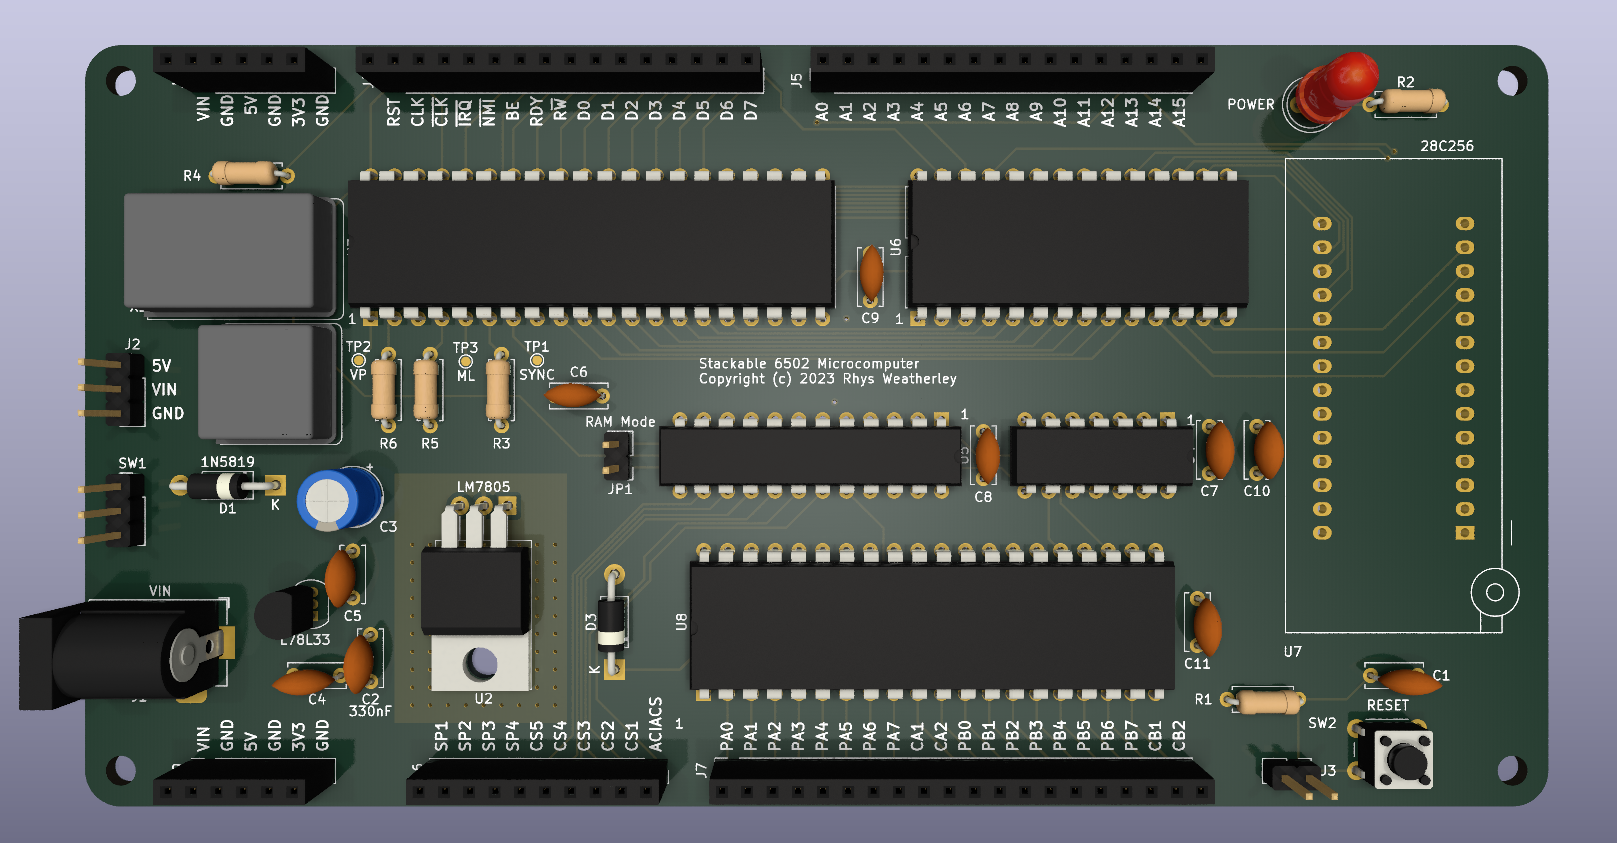 VIN
GND
5V
GND
3V3
GND
RST
CLK
CLK
IRQ
NMI
BE
RDY
RW
D0
D1
D2
D3
D4
D5
D6
D7
J5
A0
A1
A2
A3
A4
A5
A6
A7
A8
A9
A10
A11
A12
A13
A14
A15
POWER
R2
28C256
R4
U6
C9
1
1
J2
5V
VIN
GND
TP2
VP
TP3
ML
TP1
SYNC
C6
R6
R5
R3
Stackable 6502 Microcomputer
Copyright (c) 2023 Rhys Weatherley
RAM Mode
JP1
1
U5
C8
1
C7
C10
SW1
1N5819
D1
K
+
C3
LM7805
U2
VIN
L78L33
C5
C4
C2
330nF
D3
K
U8
1
C11
U7
C1
R1
RESET
SW2
J3
VIN
GND
5V
GND
3V3
GND
SP1
SP2
SP3
SP4
CS5
CS4
CS3
CS2
CS1
ACIACS
J7
PA0
PA1
PA2
PA3
PA4
PA5
PA6
PA7
CA1
CA2
PB0
PB1
PB2
PB3
PB4
PB5
PB6
PB7
CB1
CB2